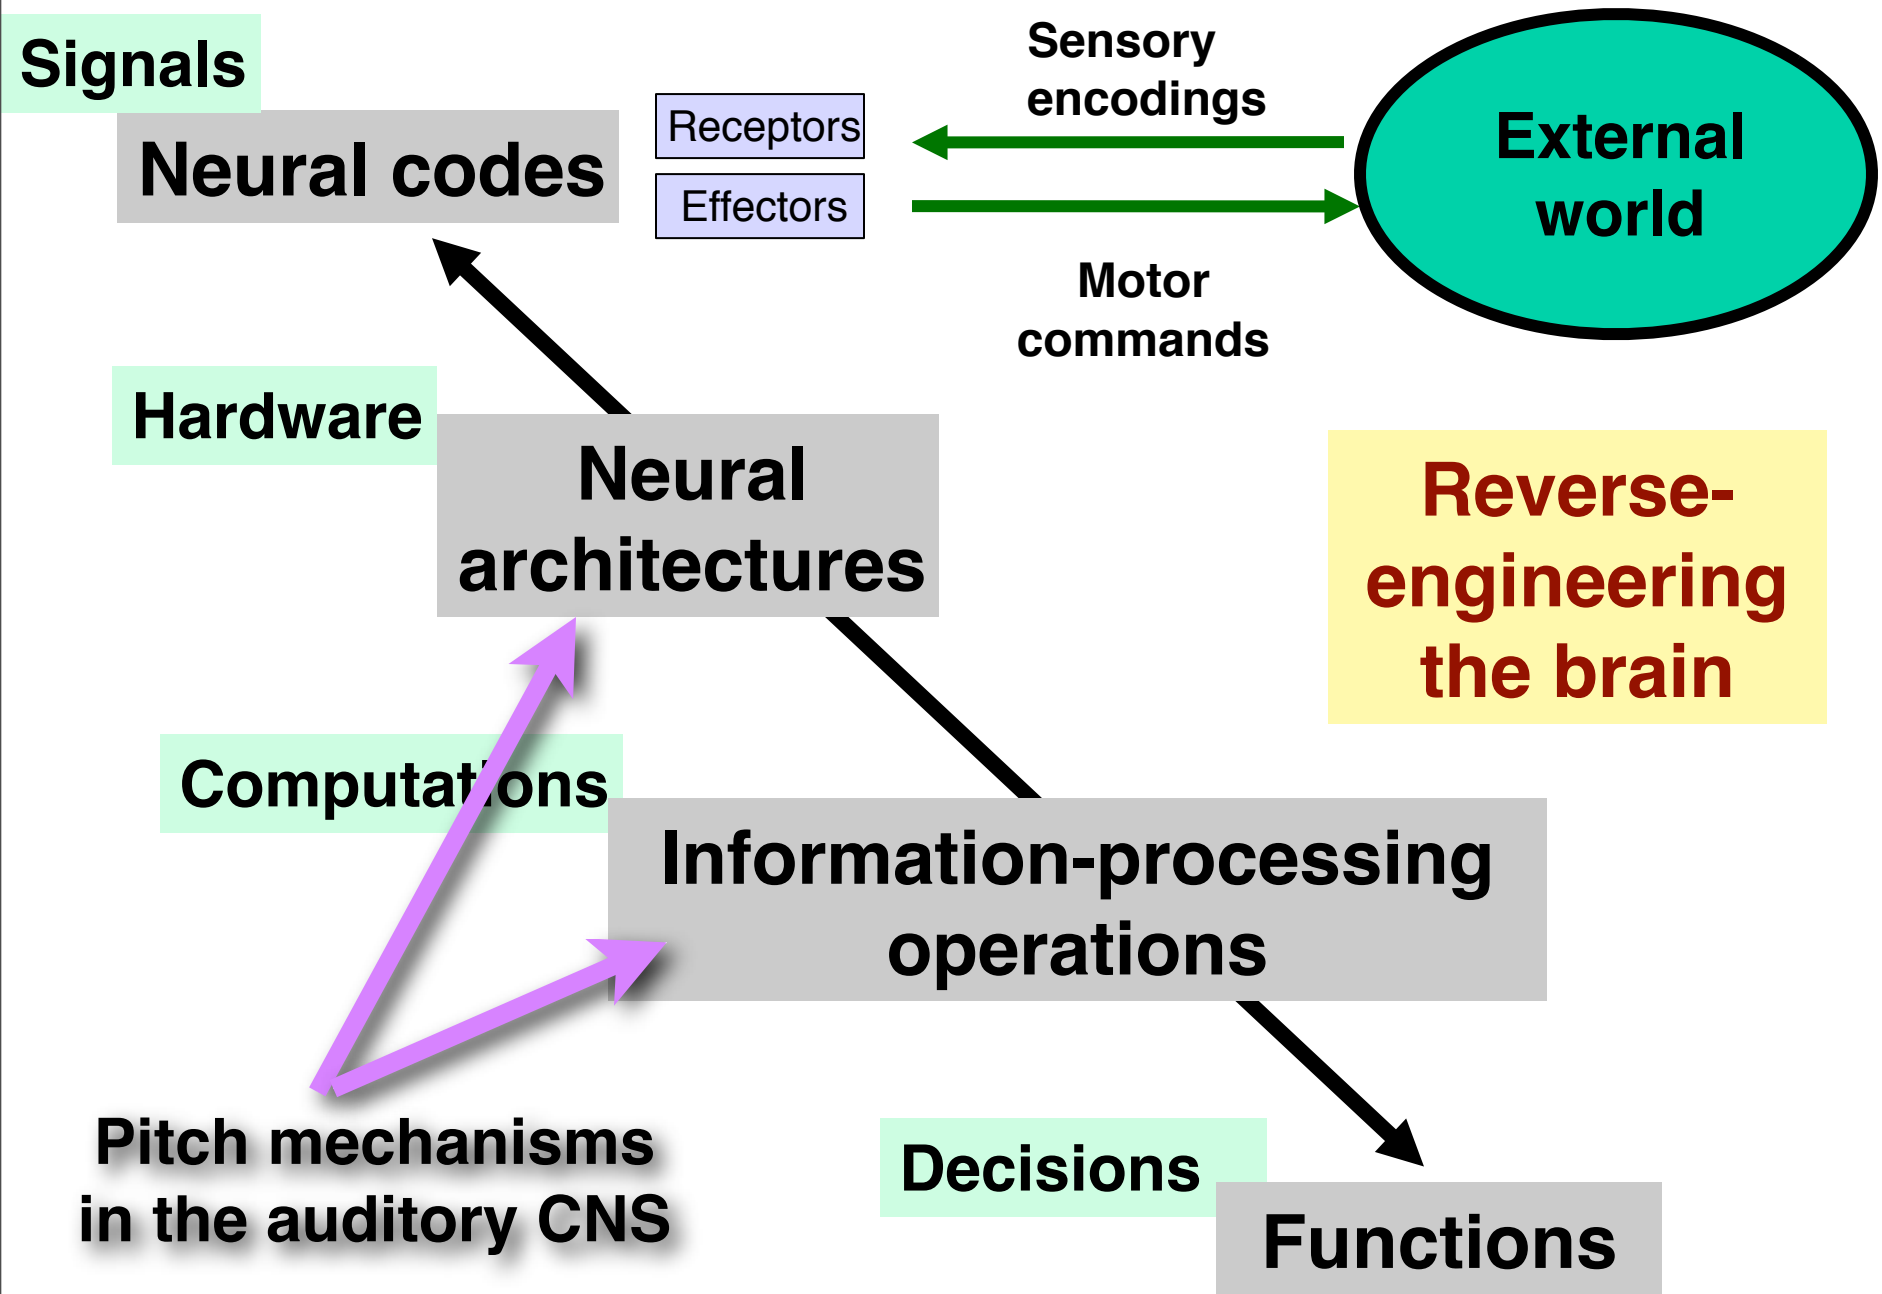 Signals
Neural codes
Receptors
Effectors
Sensory
encodings
Motor
commands
External
world
Hardware
Neural
architectures
Reverse-
engineering
the brain
Computations
Information-processing
operations
Pitch mechanisms
in the auditory CNS
Decisions
Functions